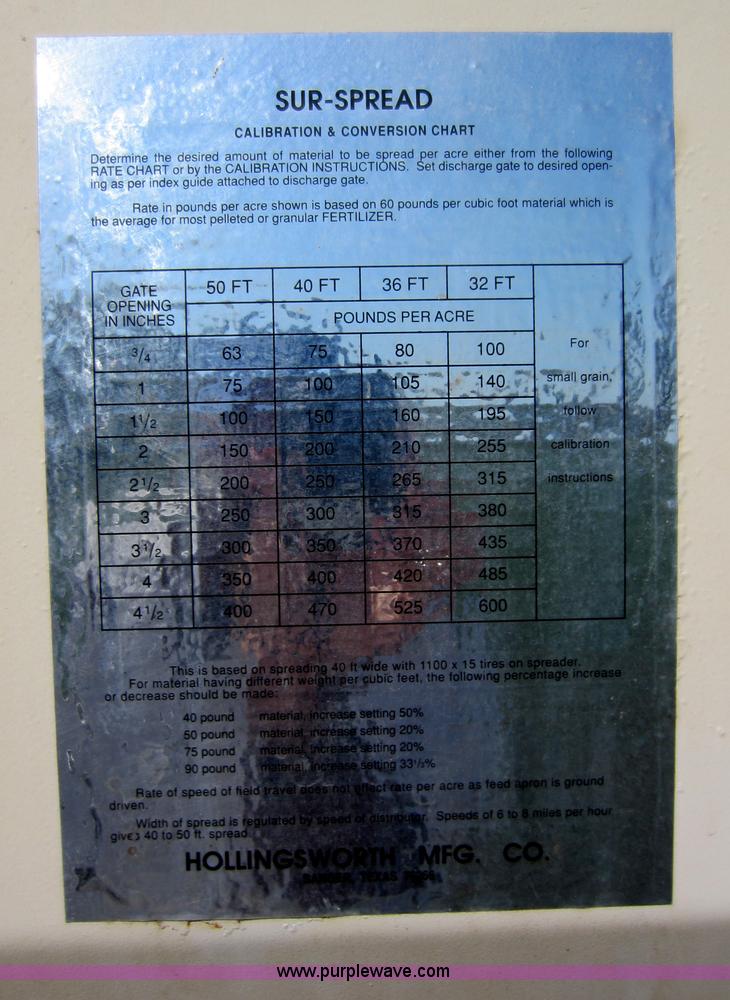 SUR-SPREAD
CALIBRATION & CONVERSION CHART
Determine the desired amount of material to be spread per acre either from the following
RATE CHART or by the CALIBRATION INSTRUCTIONS. Set discharge gate to desired open-
ing as per index guide attached to discharge gate.
Rate in pounds per acre shown is based on 60 pounds per cubic foot material which is
the average for most pelleted or granular FERTILIZER.
GATE OPENING IN INCHES 50 FT 40 FT 36 FT 32 FT
POUNDS PER ACRE
3/4 63 75 80 100
1 75 100 105 140
1 1/2 100 150 160 195
2 150 200 210 255
2 1/2 200 250 265 315
3 250 300 315 380
3 1/2 300 350 370 435
4 350 400 420 485
4 1/2 400 470 525 600
For
small grain,
follow
calibration
instructions
This is based on spreading 40 ft wide with 1100 x 15 tires on spreader.
For material having different weight per cubic feet, the following percentage increase
or decrease should be made:
40 pound material, increase setting 50%
50 pound material, increase setting 20%
75 pound material, increase setting 20%
90 pound material, increase setting 33 1/3%
Rate of speed of field travel does not effect rate per acre as feed apron is ground
driven.
Width of spread is regulated by speed of distributor. Speeds of 6 to 8 miles per hour
gives 40 to 50 ft. spread.
HOLLINGSWORTH MFG. CO.
TEXAS
www.purplewave.com